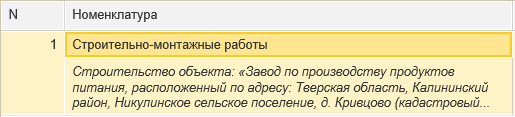 N Номенклатура
1 Строительно-монтажные работы
Строительство объекта: «Завод по производству продуктов
питания, расположенный по адресу: Тверская область, Калининский
район, Никулинское сельское поселение, д. Кривцово (кадастровый...